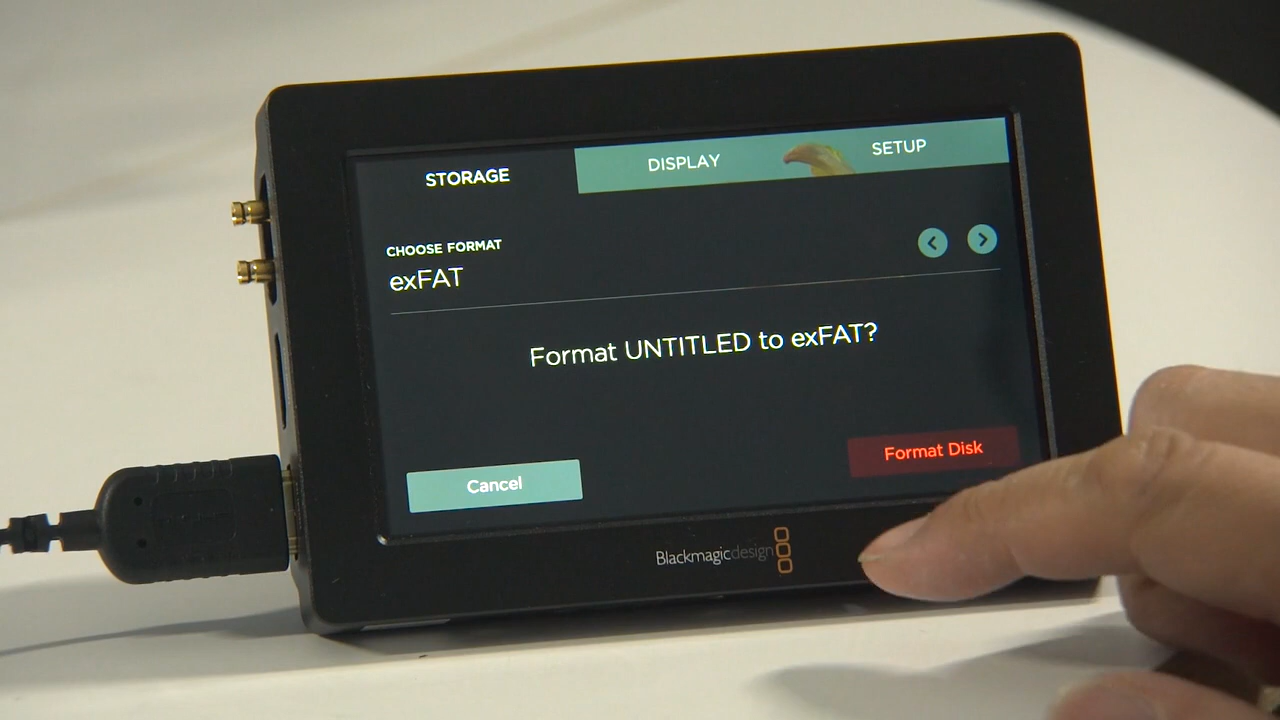 STORAGE
DISPLAY
SETUP
CHOOSE FORMAT
exFAT
Format UNTITLED to exFAT?
Format Disk
Cancel
Blackmagicdesign